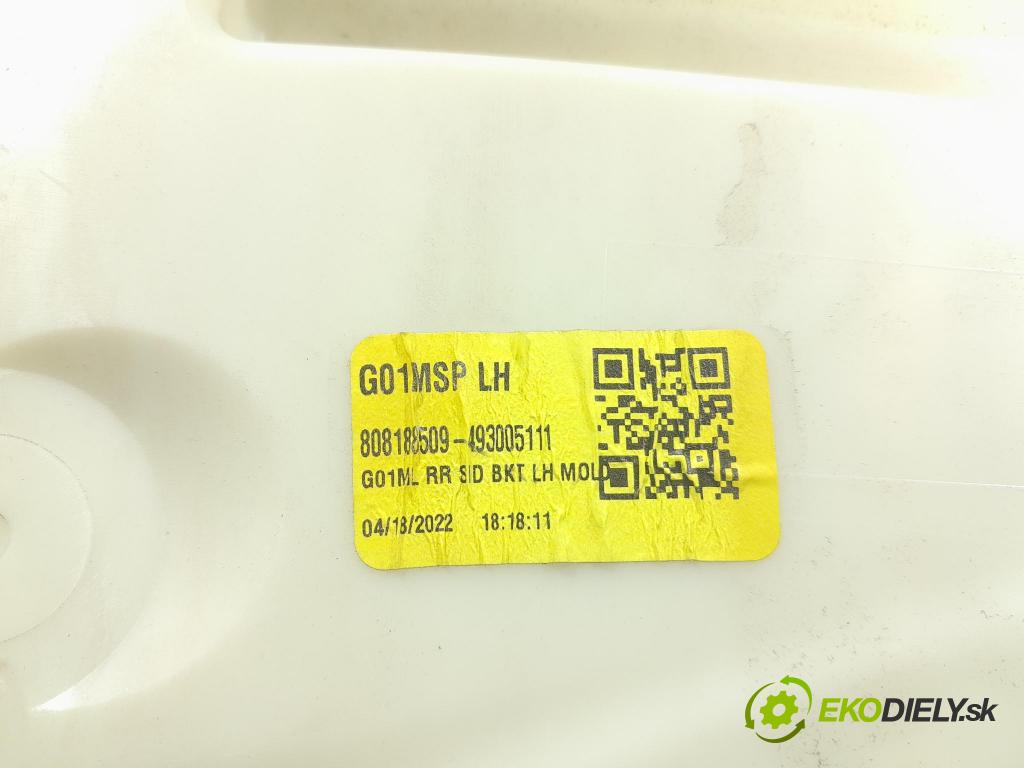 G01MSP LH
808188509-493005111
G01ML RR SID BKT LH MOLD
04/18/2022 18:18:11
EKODIELY.sk